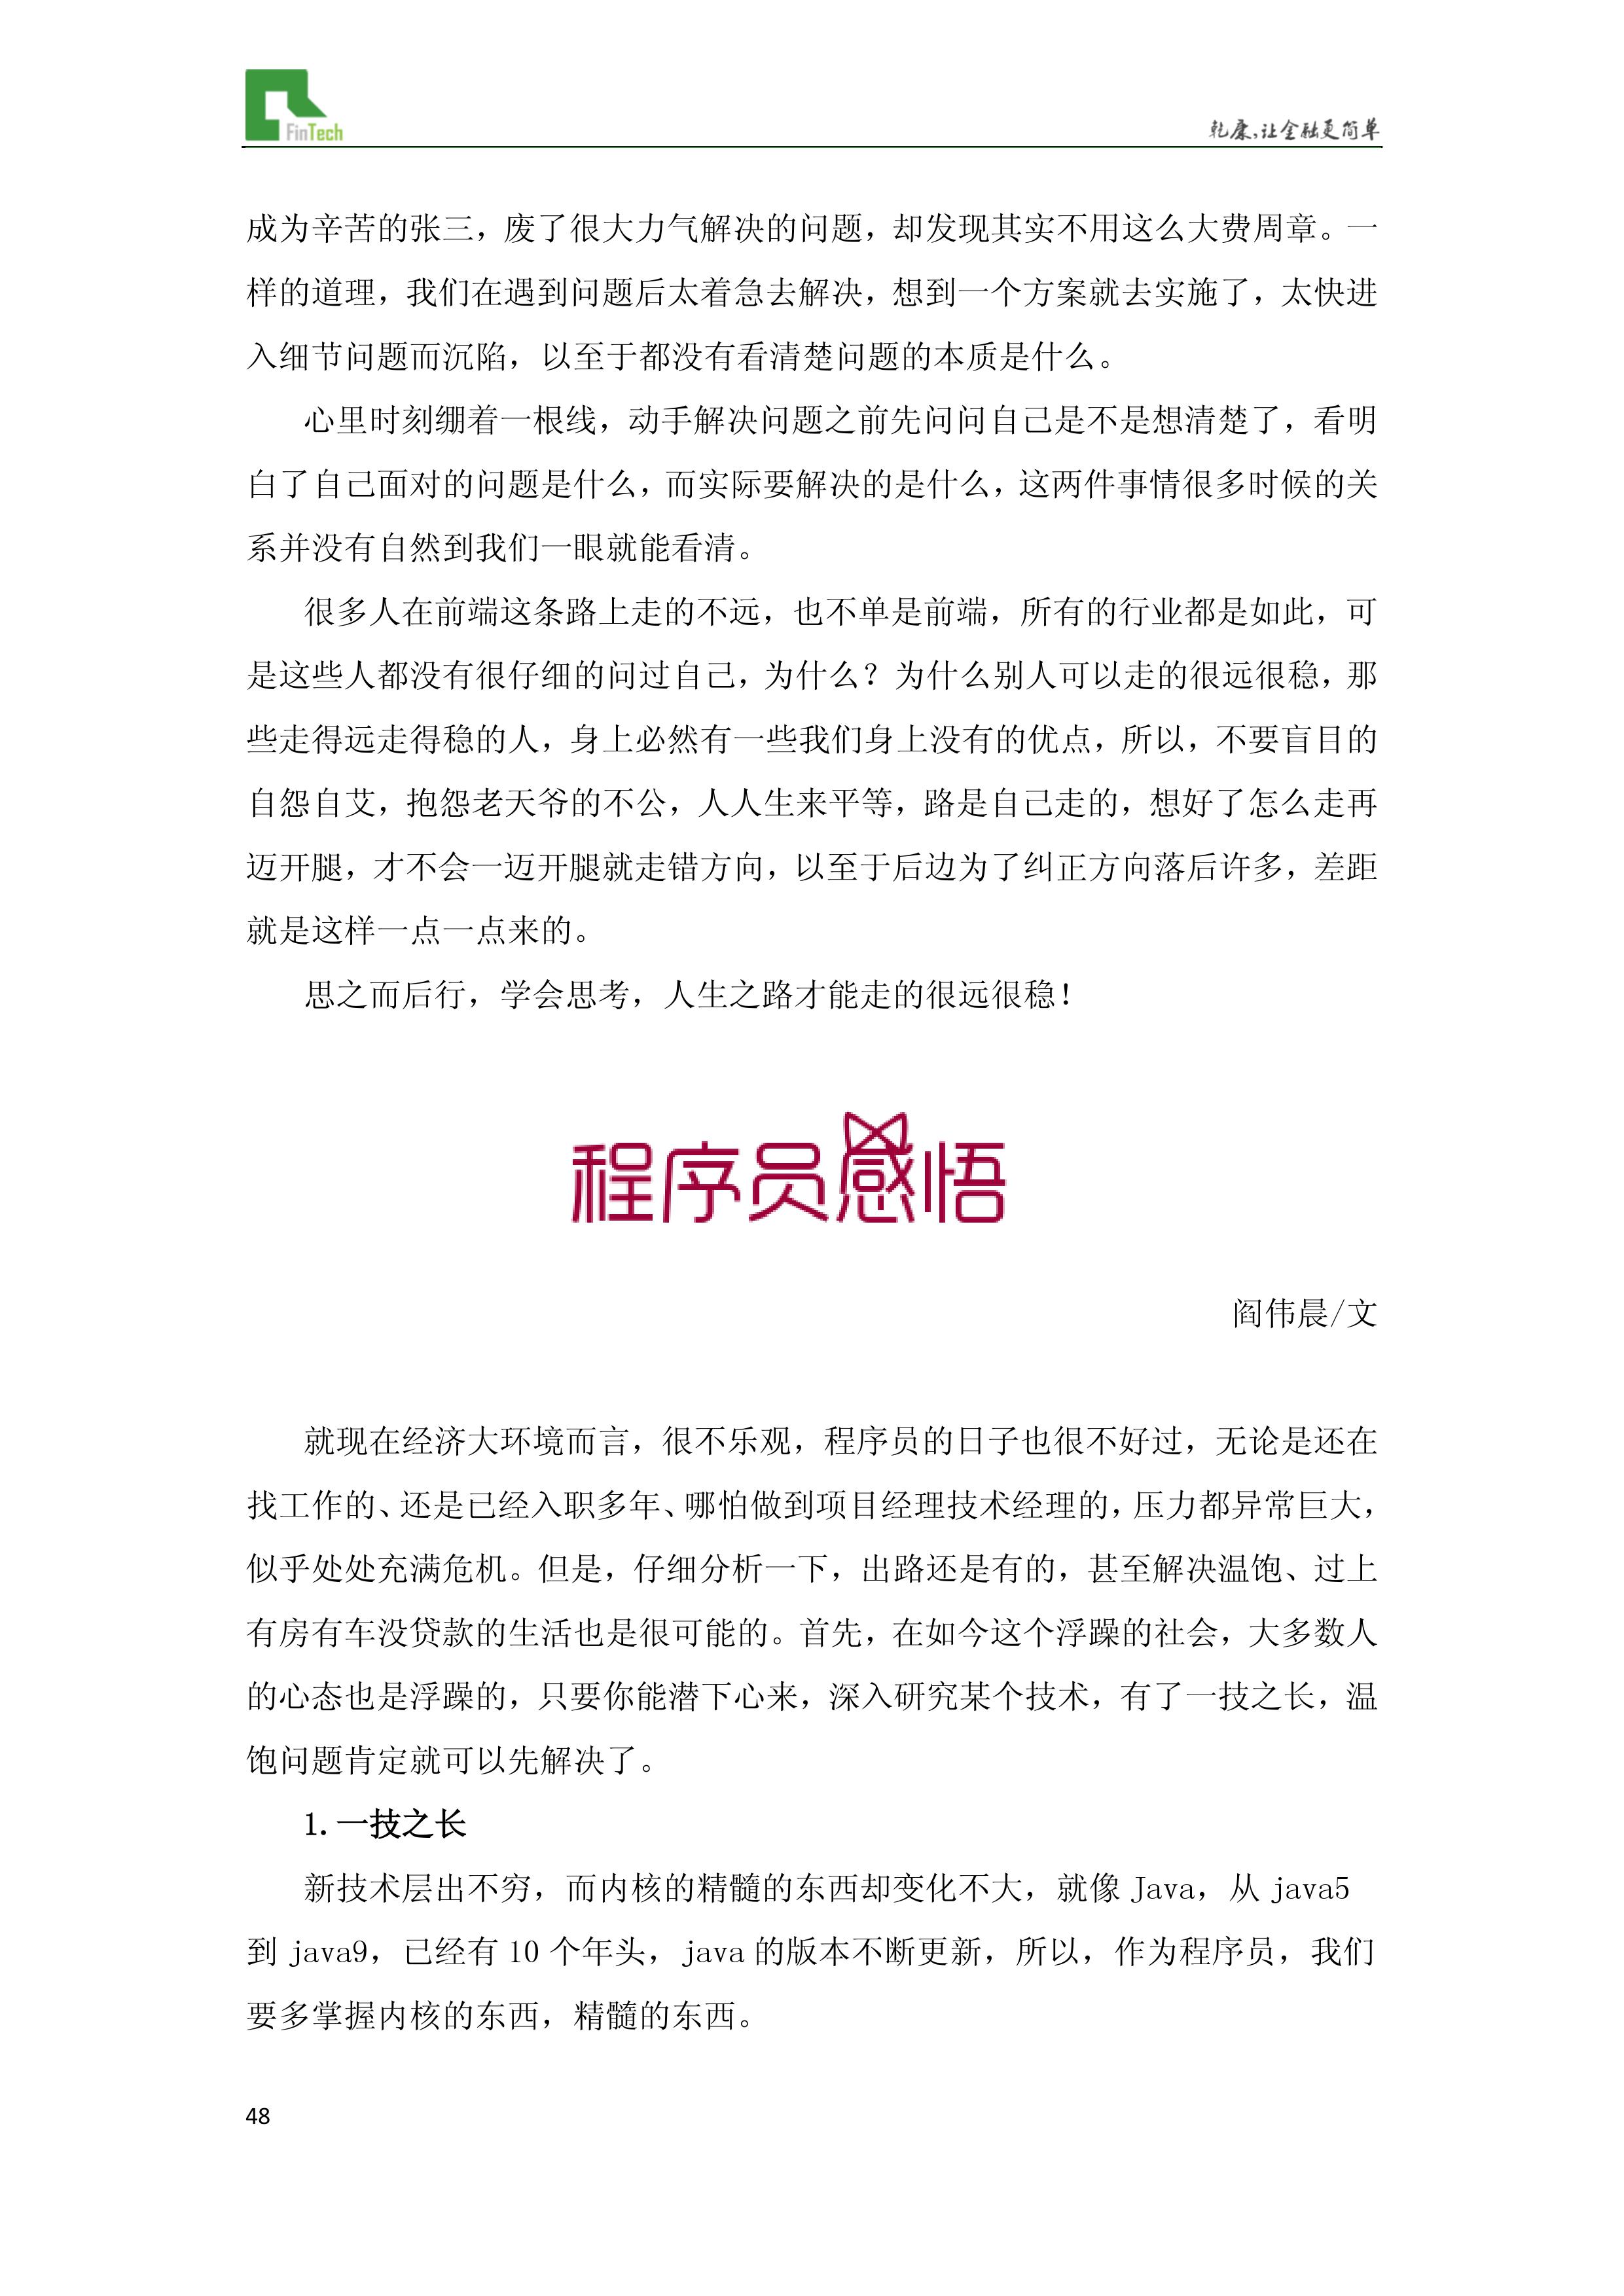 FinTech
乾康,让金融更简单
成为辛苦的张三，废了很大力气解决的问题，却发现其实不用这么大费周章。一
样的道理，我们在遇到问题后太着急去解决，想到一个方案就去实施了，太快进
入细节问题而沉陷，以至于都没有看清楚问题的本质是什么。
心里时刻绷着一根线，动手解决问题之前先问问自己是不是想清楚了，看明
白了自己面对的问题是什么，而实际要解决的是什么，这两件事情很多时候的关
系并没有自然到我们一眼就能看清。
很多人在前端这条路上走的不远，也不单是前端，所有的行业都是如此，可
是这些人都没有很仔细的问过自己，为什么？为什么别人可以走的很远很稳，那
些走得远走得稳的人，身上必然有一些我们身上没有的优点，所以，不要盲目的
自怨自艾，抱怨老天爷的不公，人人生来平等，路是自己走的，想好了怎么走再
迈开腿，才不会一迈开腿就走错方向，以至于后边为了纠正方向落后许多，差距
就是这样一点一点来的。
思之而后行，学会思考，人生之路才能走的很远很稳！
程序员感悟
阎伟晨/文
就现在经济大环境而言，很不乐观，程序员的日子也很不好过，无论是还在
找工作的、还是已经入职多年、哪怕做到项目经理技术经理的，压力都异常巨大，
似乎处处充满危机。但是，仔细分析一下，出路还是有的，甚至解决温饱、过上
有房有车没贷款的生活也是很可能的。首先，在如今这个浮躁的社会，大多数人
的心态也是浮躁的，只要你能潜下心来，深入研究某个技术，有了一技之长，温
饱问题肯定就可以先解决了。
1.一技之长
新技术层出不穷，而内核的精髓的东西却变化不大，就像 Java，从 java5
到 java9，已经有 10 个年头，java 的版本不断更新，所以，作为程序员，我们
要多掌握内核的东西，精髓的东西。
48